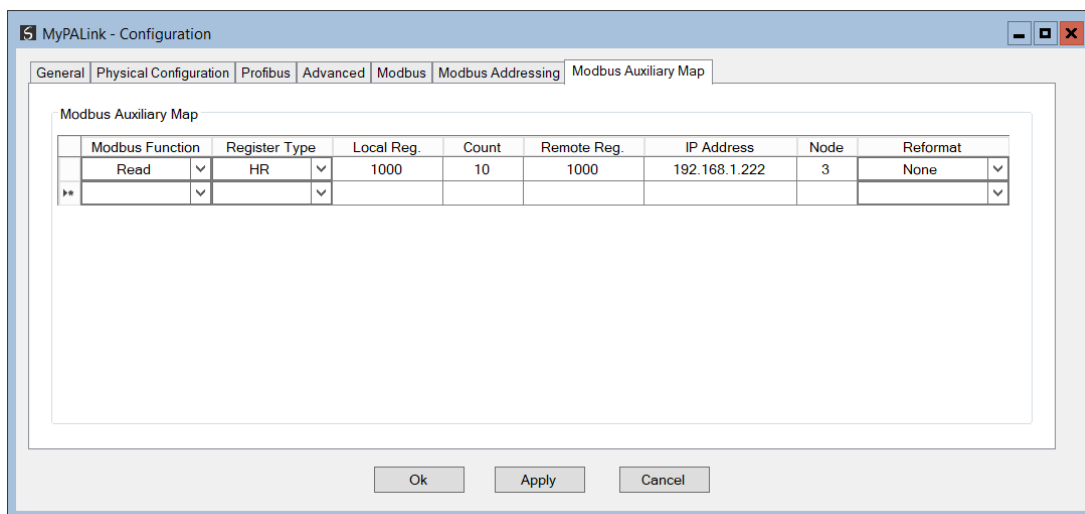 MyPALink - Configuration
General Physical Configuration Profibus Advanced Modbus Modbus Addressing Modbus Auxiliary Map
Modbus Auxiliary Map
Modbus Function Register Type Local Reg. Count Remote Reg. IP Address Node Reformat
Read HR 1000 10 1000 192.168.1.222 3 None
Ok Apply Cancel